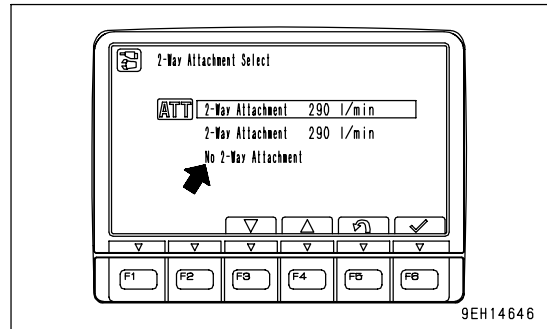 2-Way Attachment Select
ATT 2-Way Attachment 290 l/min
2-Way Attachment 290 l/min
No 2-Way Attachment
F1 F2 F3 F4 F5 F6
9EH14646